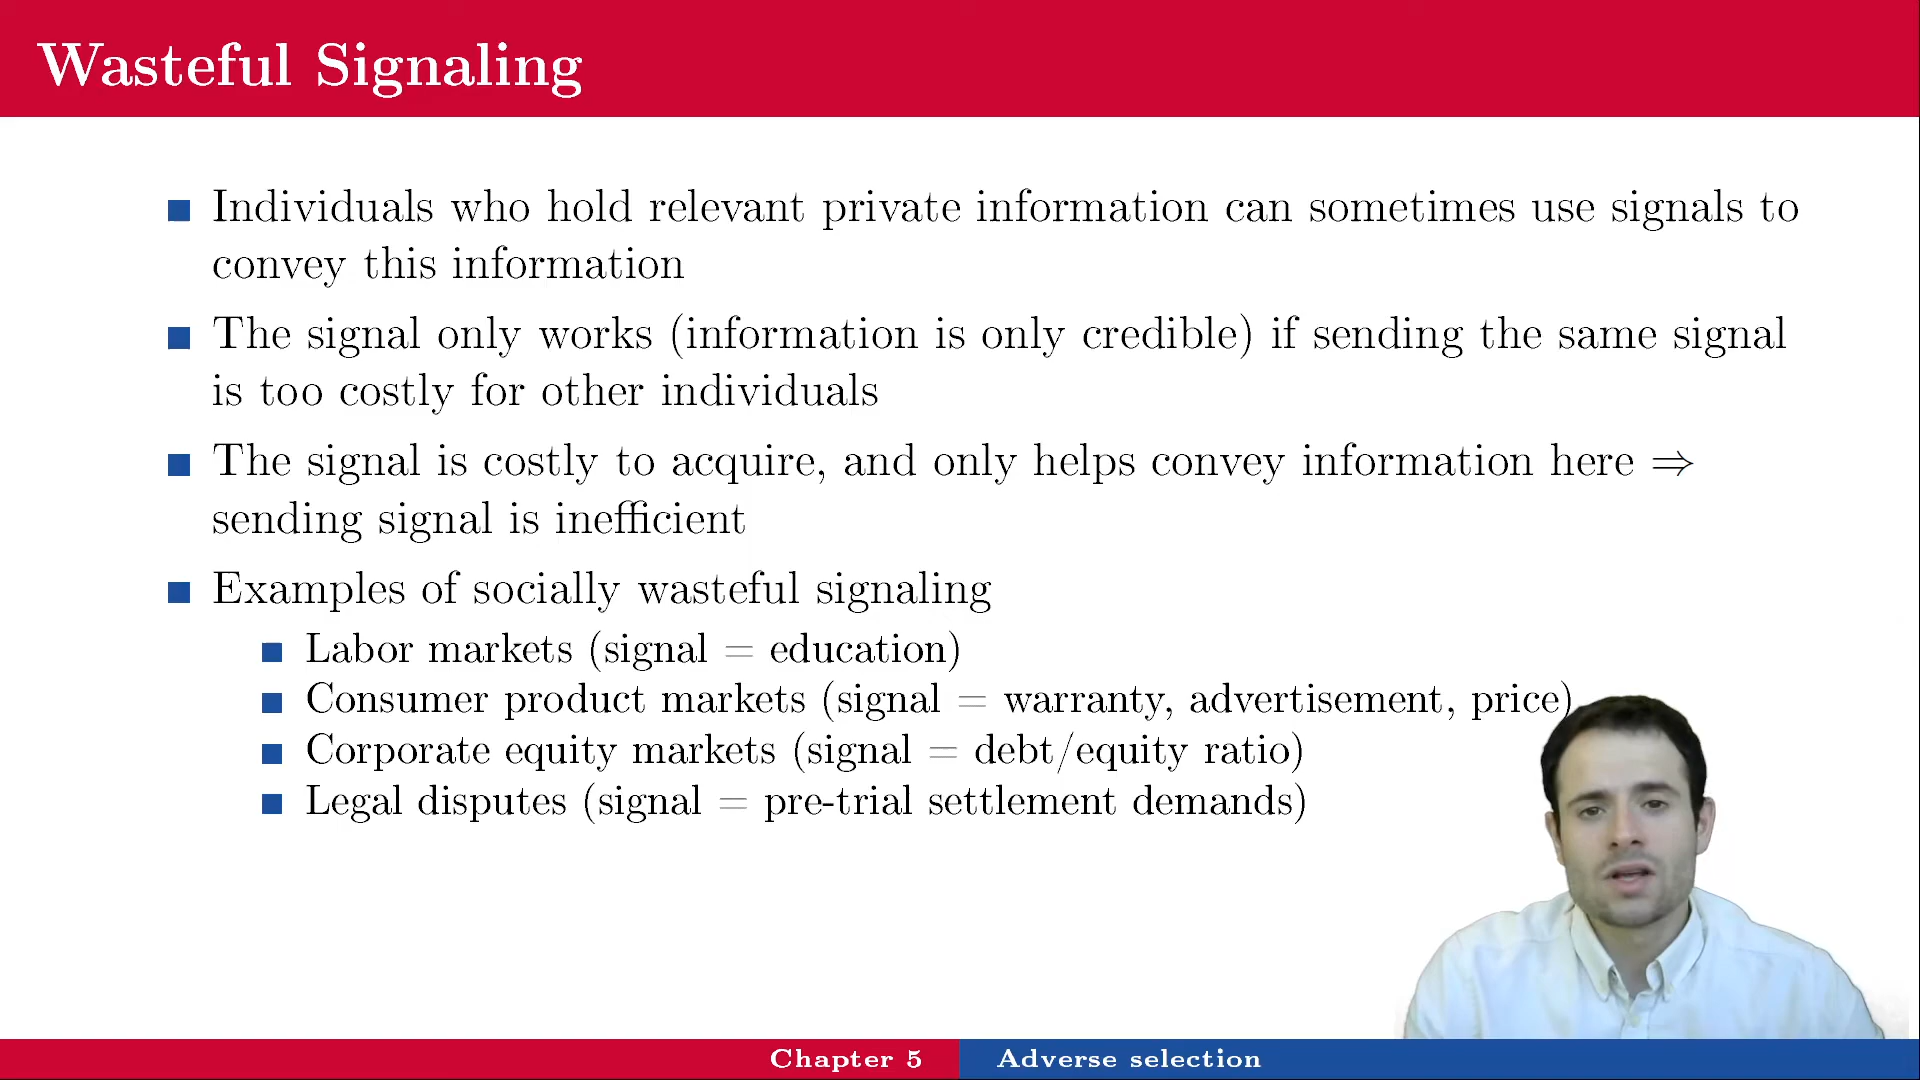 Wasteful Signaling
Individuals who hold relevant private information can sometimes use signals to
convey this information
The signal only works (information is only credible) if sending the same signal
is too costly for other individuals
The signal is costly to acquire, and only helps convey information here ⇒
sending signal is inefficient
Examples of socially wasteful signaling
Labor markets (signal = education)
Consumer product markets (signal = warranty, advertisement, price)
Corporate equity markets (signal = debt/equity ratio)
Legal disputes (signal = pre-trial settlement demands)
Chapter 5 Adverse selection